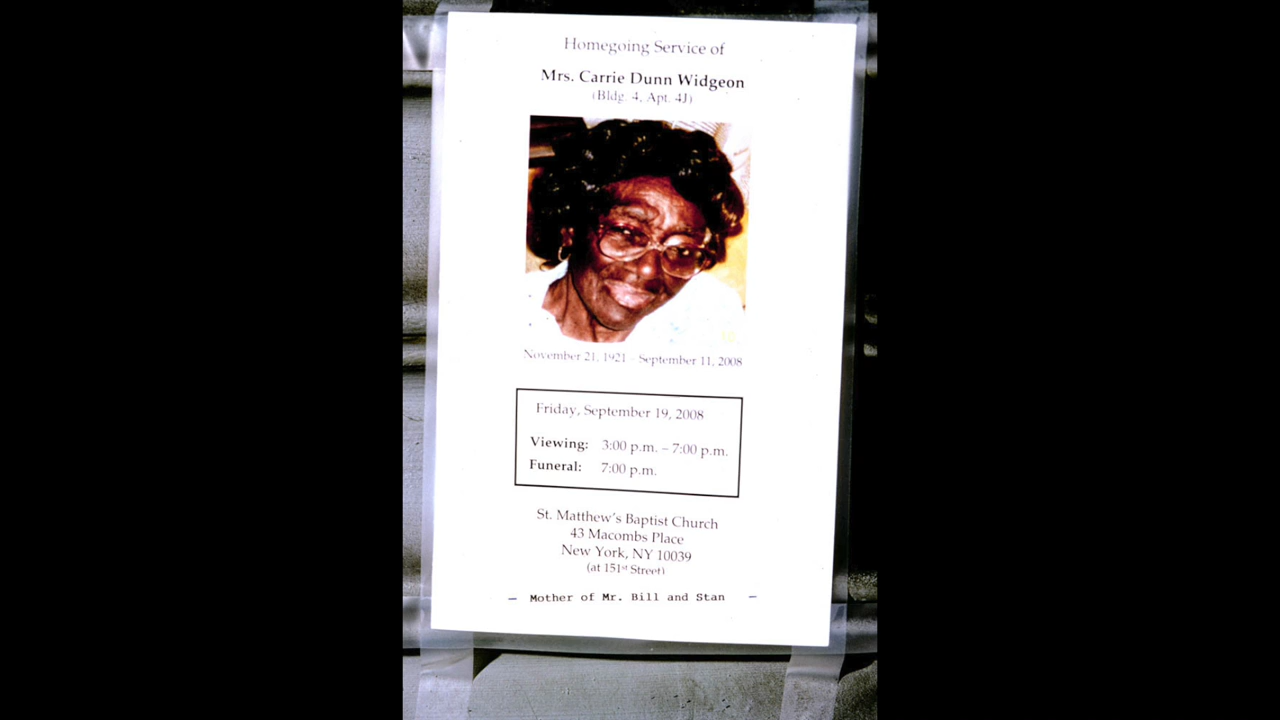 Homegoing Service of
Mrs. Carrie Dunn Widgeon
(Bldg. 4, Apt. 4J)
November 21, 1921 - September 11, 2008
Friday, September 19, 2008
Viewing: 3:00 p.m. – 7:00 p.m.
Funeral: 7:00 p.m.
St. Matthew's Baptist Church
43 Macombs Place
New York, NY 10039
(at 151st Street)
– Mother of Mr. Bill and Stan –